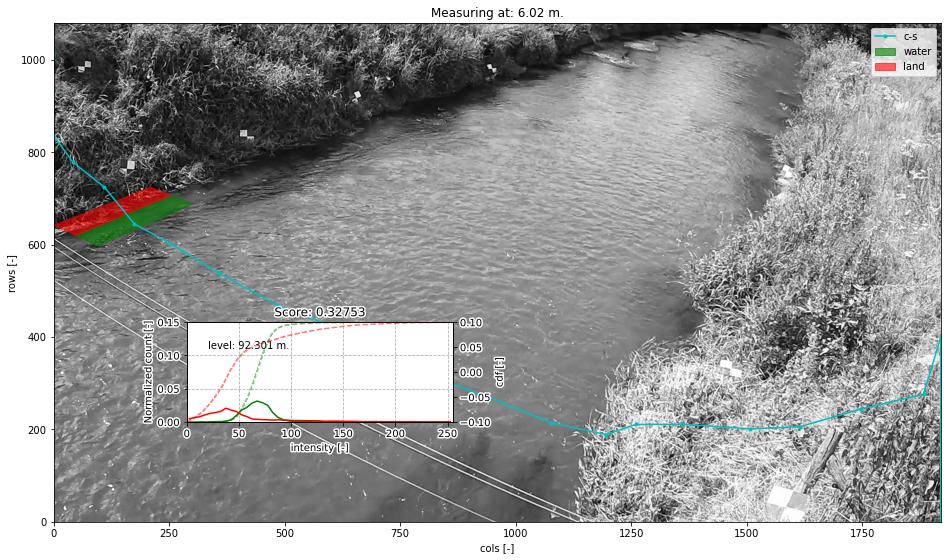 Measuring at: 6.02 m.
c-s
water
land
1000
800
600
400
200
0
rows [-]
0 250 500 750 1000 1250 1500 1750
cols [-]
Score: 0.32753
level: 92.301 m.
0.15
0.10
0.05
0.00
Normalized count [-]
0.10
0.05
0.00
−0.05
−0.10
cdf [-]
0 50 100 150 200 250
intensity [-]